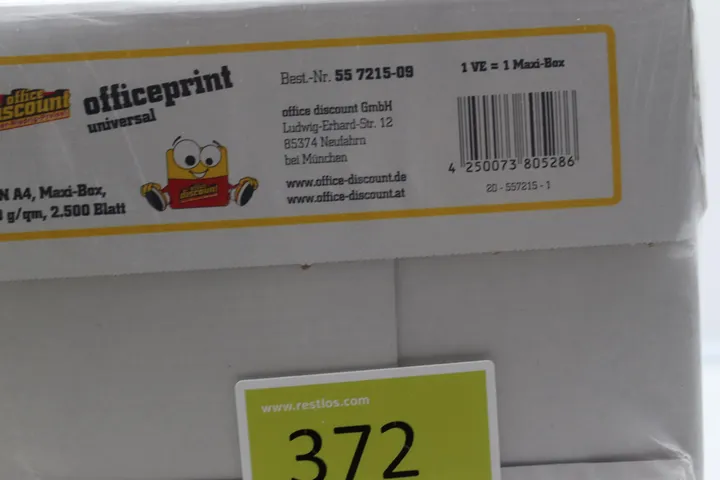 office
discount
officeprint
universal
N A4, Maxi-Box,
g/qm, 2.500 Blatt
office
discount
Best.-Nr. 55 7215-09
office discount GmbH
Ludwig-Erhard-Str. 12
85374 Neufahrn
bei München
www.office-discount.de
www.office-discount.at
1 VE = 1 Maxi-Box
4 250073 805286
20 - 557215 - 1
www.restlos.com
372